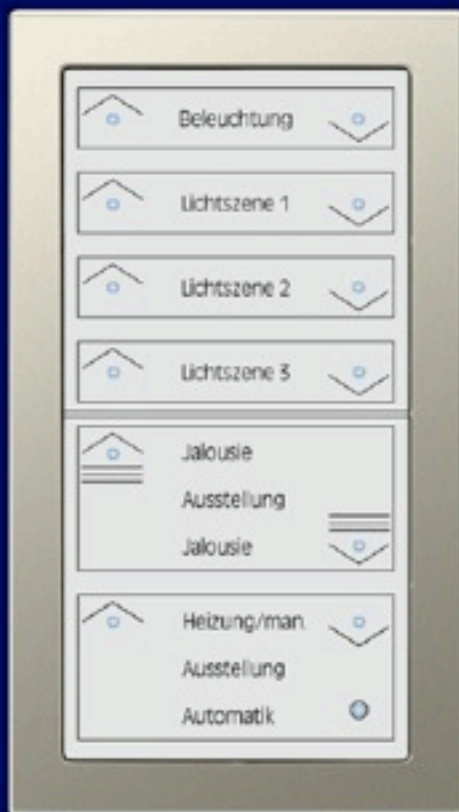 Beleuchtung
Lichtszene 1
Lichtszene 2
Lichtszene 3
Jalousie
Ausstellung
Jalousie
Heizung/man.
Ausstellung
Automatik